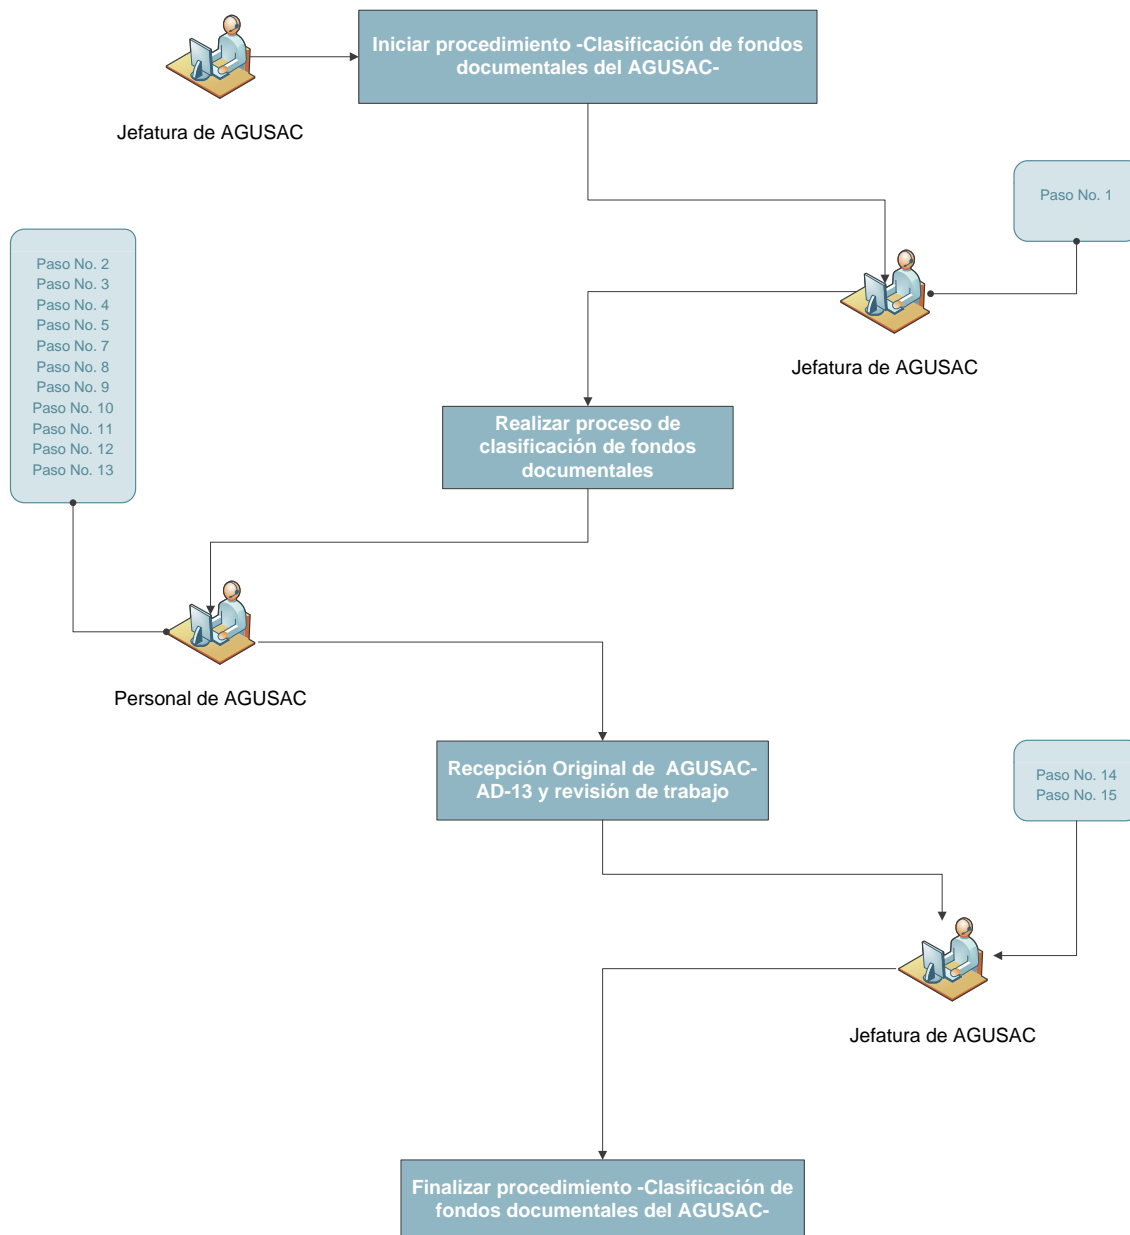 Iniciar procedimiento -Clasificación de fondos
documentales del AGUSAC-
Jefatura de AGUSAC
Paso No. 1
Paso No. 2
Paso No. 3
Paso No. 4
Paso No. 5
Paso No. 7
Paso No. 8
Paso No. 9
Paso No. 10
Paso No. 11
Paso No. 12
Paso No. 13
Jefatura de AGUSAC
Realizar proceso de
clasificación de fondos
documentales
Personal de AGUSAC
Recepción Original de AGUSAC-
AD-13 y revisión de trabajo
Paso No. 14
Paso No. 15
Jefatura de AGUSAC
Finalizar procedimiento -Clasificación de
fondos documentales del AGUSAC-